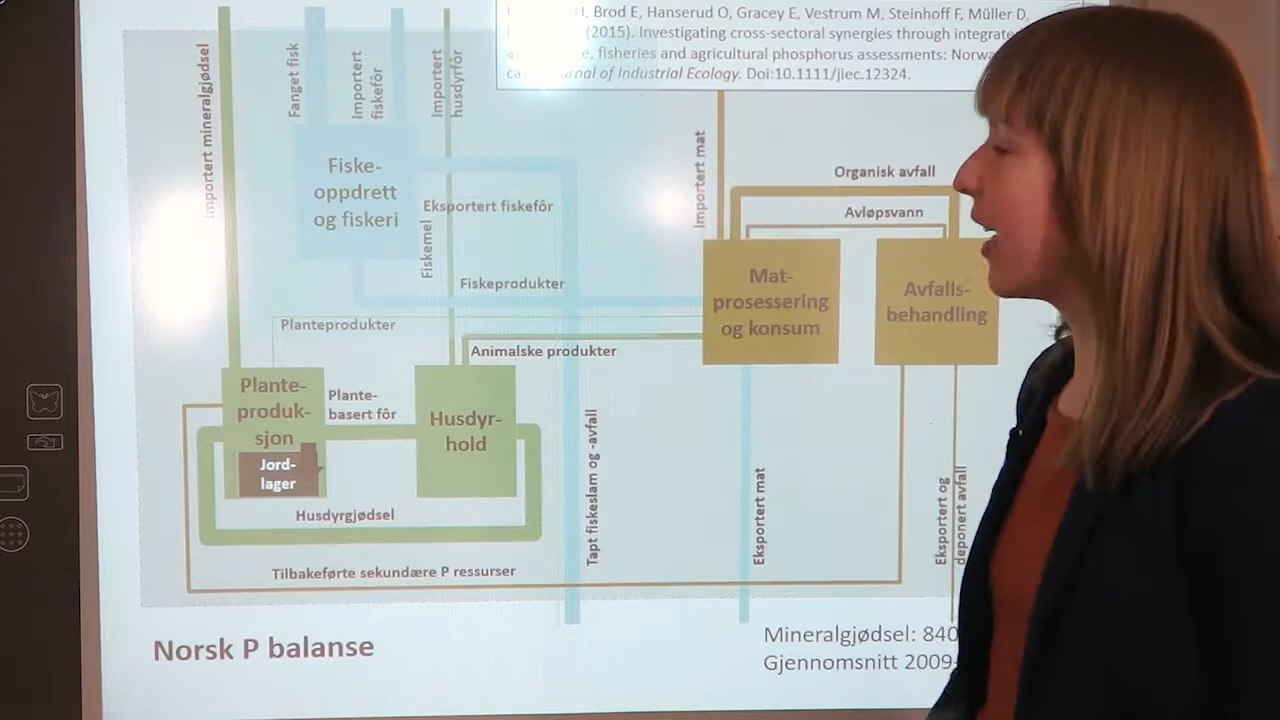 Brod E, Hanserud O, Gracey E, Vestrum M, Steinhoff F, Müller D,
(2015). Investigating cross-sectoral synergies through integrated
fisheries and agricultural phosphorus assessments:
of Industrial Ecology. Doi:10.1111/jiec.12324.
Importert mineralgjødsel
Fanget fisk
Importert
fiskefôr
Importert
husdyrfôr
Importert mat
Fiske-
oppdrett
og fiskeri
Eksportert fiskefôr
Fiskemel
Fiskeprodukter
Organisk avfall
Avløpsvann
Mat-
prosessering
og konsum
Avfalls-
behandling
Planteprodukter
Animalske produkter
Plante-
produk-
sjon
Jord-
lager
Plante-
basert fôr
Husdyr-
hold
Husdyrgjødsel
Tapt fiskeslam og -avfall
Eksportert mat
Eksportert og
deponert avfall
Tilbakeførte sekundære P ressurser
Norsk P balanse
Mineralgjødsel: 840
Gjennomsnitt 2009-